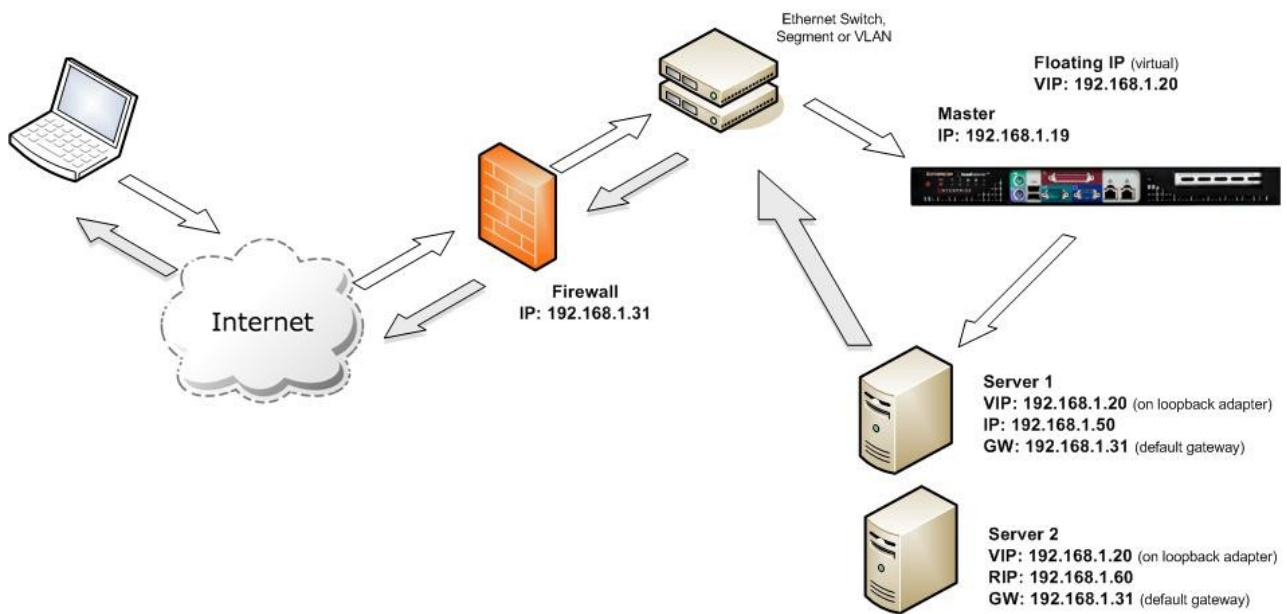 Ethernet Switch,
Segment or VLAN
Floating IP (virtual)
VIP: 192.168.1.20
Master
IP: 192.168.1.19
Firewall
IP: 192.168.1.31
Internet
Server 1
VIP: 192.168.1.20 (on loopback adapter)
IP: 192.168.1.50
GW: 192.168.1.31 (default gateway)
Server 2
VIP: 192.168.1.20 (on loopback adapter)
RIP: 192.168.1.60
GW: 192.168.1.31 (default gateway)